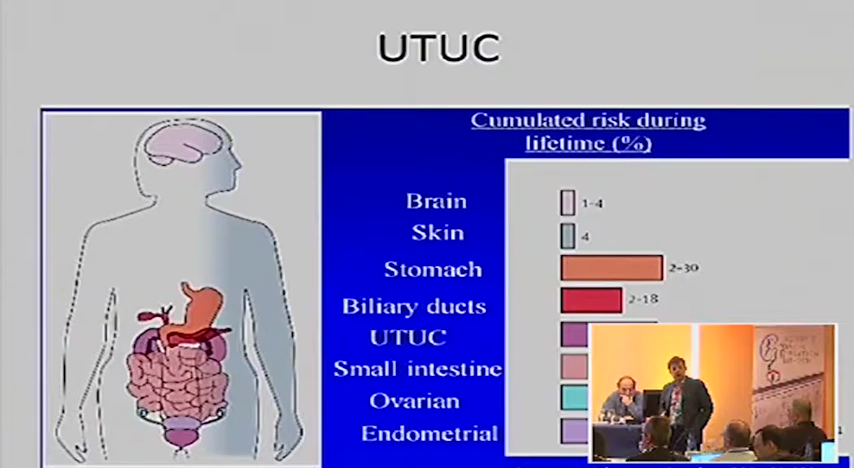 UTUC
Cumulated risk during
lifetime (%)
Brain
1-4
Skin
4
Stomach
2-30
Biliary ducts
2-18
UTUC
Small intestine
Ovarian
Endometrial